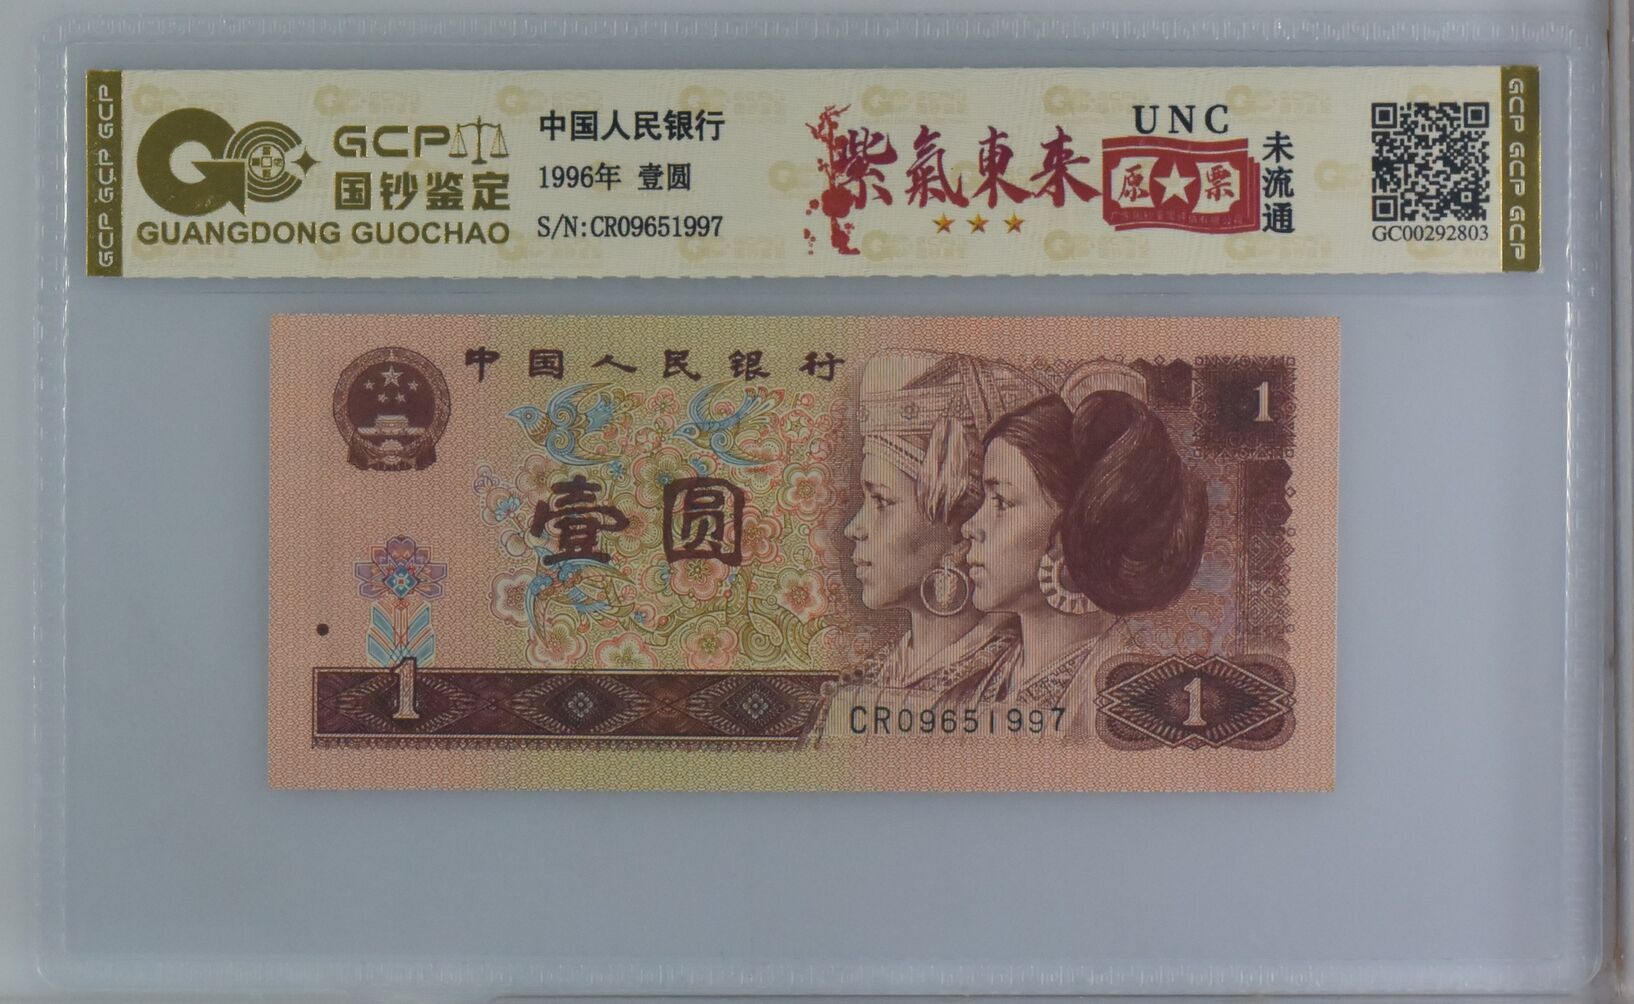 GCP GCP GCP
GCP
国钞鉴定
GUANGDONG GUOCHAO
中国人民银行
1996年 壹圆
S/N:CR09651997
紫氣東来
UNC
原票
未流通
GC00292803
GCP GCP GCP
中国人民银行
1
壹圆
1
CR09651997
1